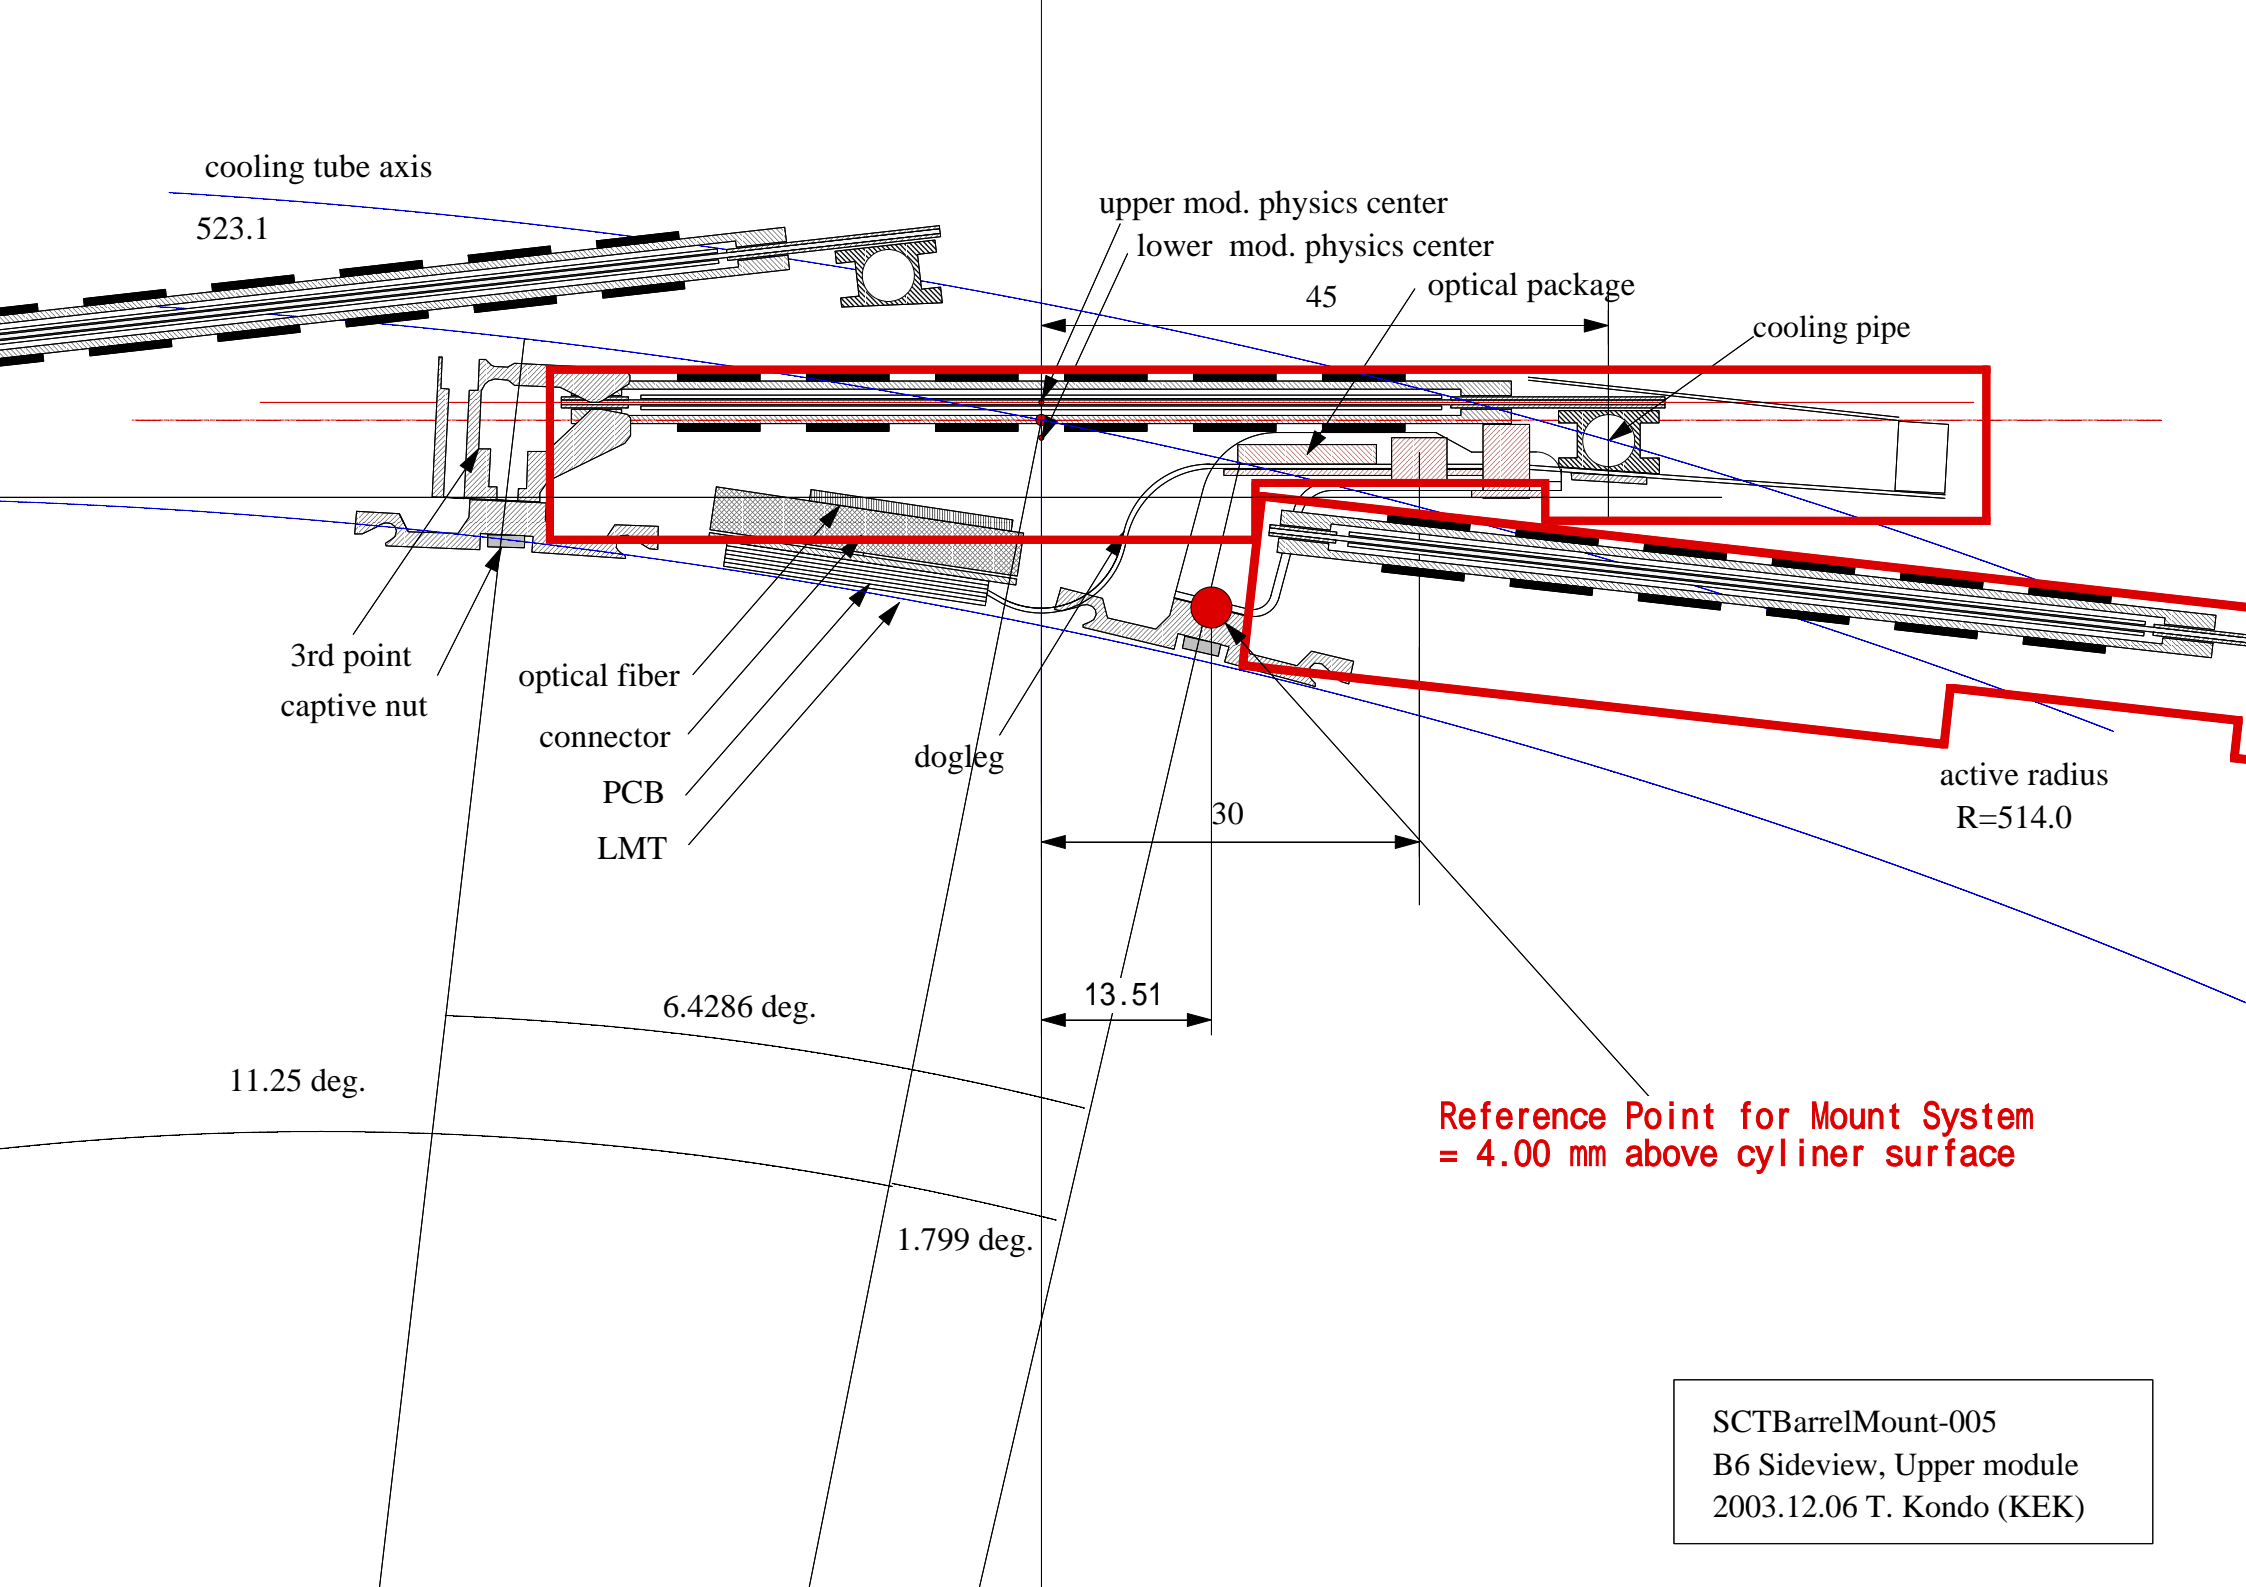 cooling tube axis
523.1
upper mod. physics center
lower mod. physics center
optical package
45
cooling pipe
3rd point
captive nut
optical fiber
connector
PCB
LMT
dogleg
30
active radius
R=514.0
13.51
6.4286 deg.
11.25 deg.
1.799 deg.
Reference Point for Mount System
= 4.00 mm above cyliner surface
SCTBarrelMount-005
B6 Sideview, Upper module
2003.12.06 T. Kondo (KEK)